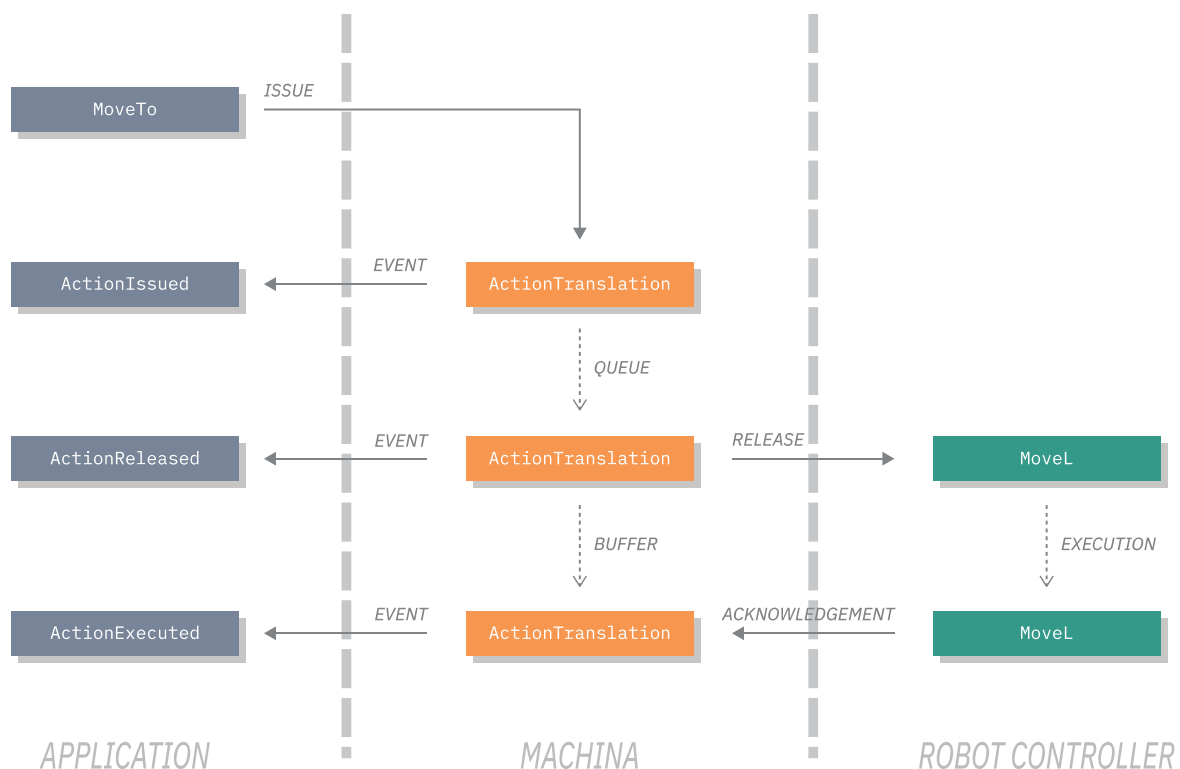 ISSUE
MoveTo
EVENT
ActionIssued
ActionTranslation
QUEUE
EVENT
RELEASE
ActionReleased
ActionTranslation
MoveL
BUFFER
EXECUTION
EVENT
ACKNOWLEDGEMENT
ActionExecuted
ActionTranslation
MoveL
APPLICATION
MACHINA
ROBOT CONTROLLER